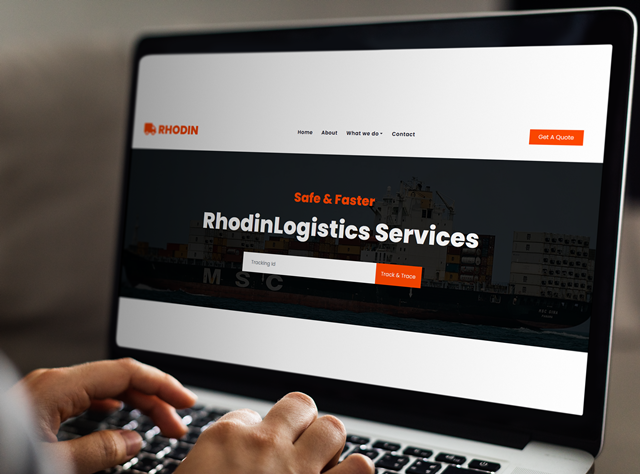 RHODIN
Home About What we do Contact
Get A Quote
Safe & Faster
RhodinLogistics Services
Tracking id
Track & Trace
MSC